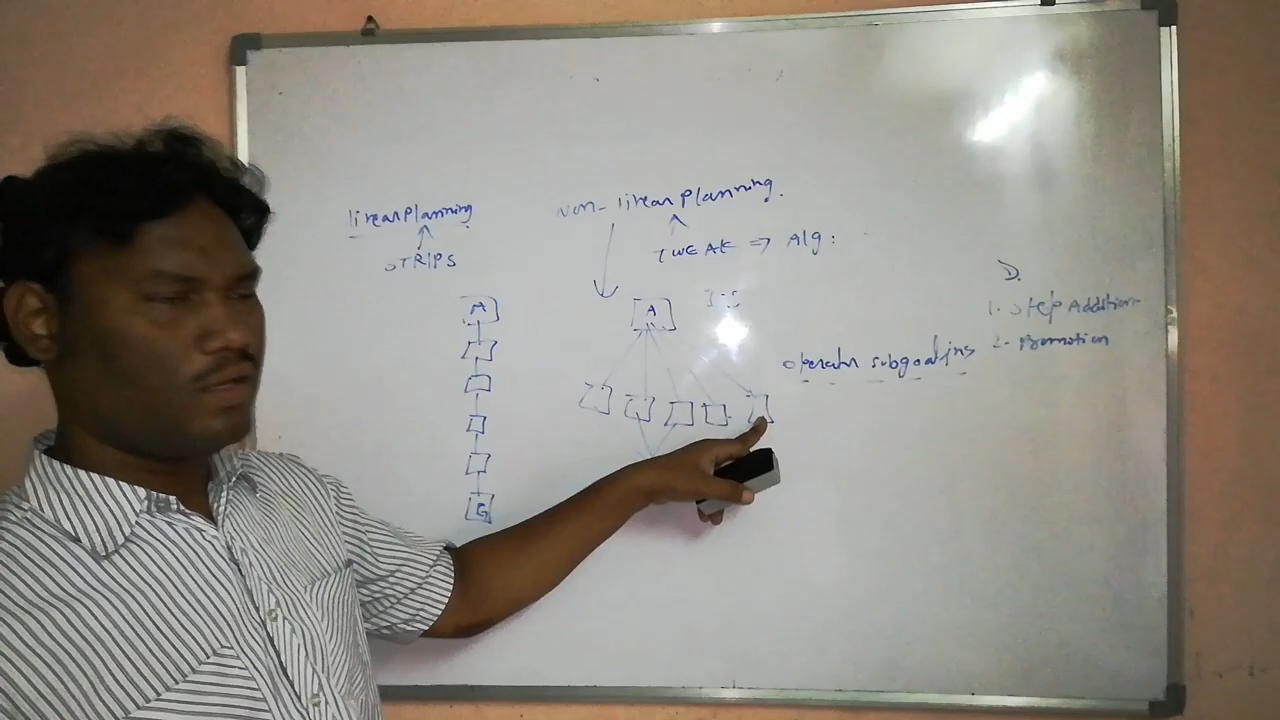 linear planning
STRIPS
A
G
Non-linear planning.
TWEAK => Alg:
A
operator subgoaling
D.
1. Step Addition
2. Promotion